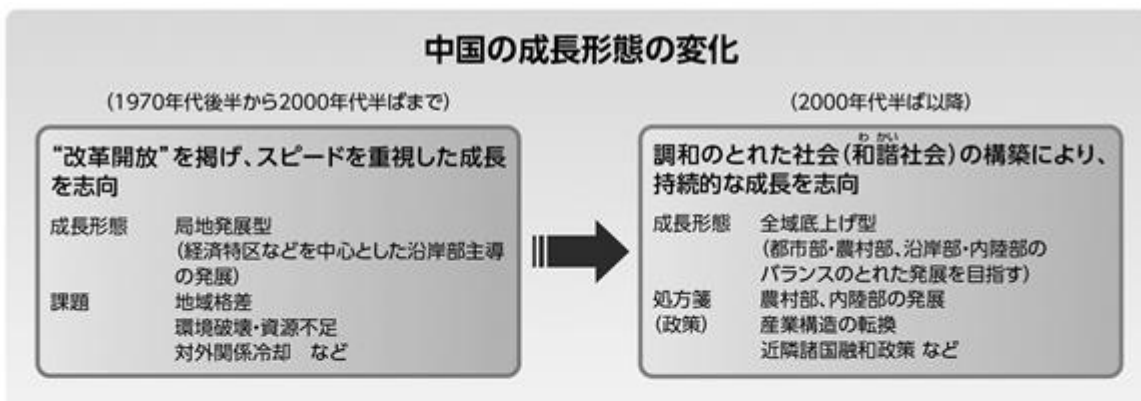 中国の成長形態の変化
(1970年代後半から2000年代半ばまで)
“改革開放”を掲げ、スピードを重視した成長
を志向
成長形態 局地発展型
(経済特区などを中心とした沿岸部主導
の発展)
課題 地域格差
環境破壊・資源不足
対外関係冷却 など
(2000年代半ば以降)
わ かい
調和のとれた社会(和諧社会)の構築により、
持続的な成長を志向
成長形態 全域底上げ型
(都市部・農村部、沿岸部・内陸部の
バランスのとれた発展を目指す)
処方箋 農村部、内陸部の発展
(政策) 産業構造の転換
近隣諸国融和政策 など